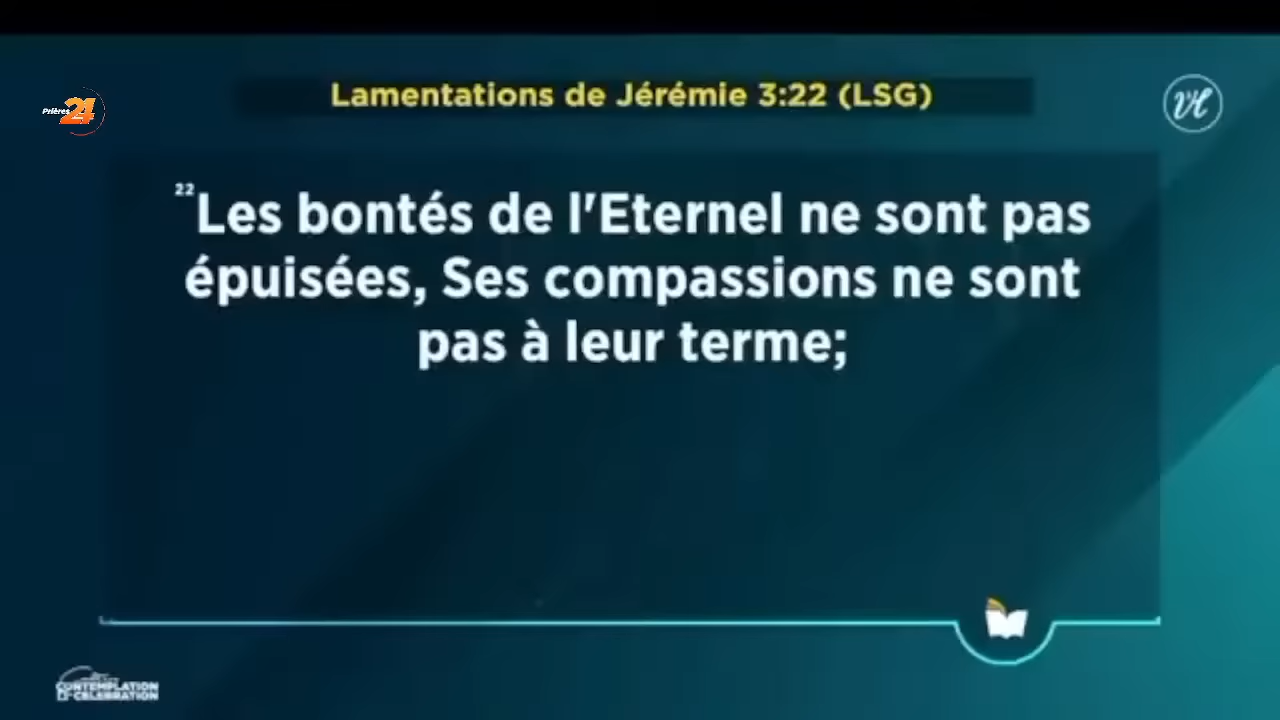 Lamentations de Jérémie 3:22 (LSG)
Prières 24
VH
22 Les bontés de l'Eternel ne sont pas
épuisées, Ses compassions ne sont
pas à leur terme;
CONTEMPLATION
& CELEBRATION